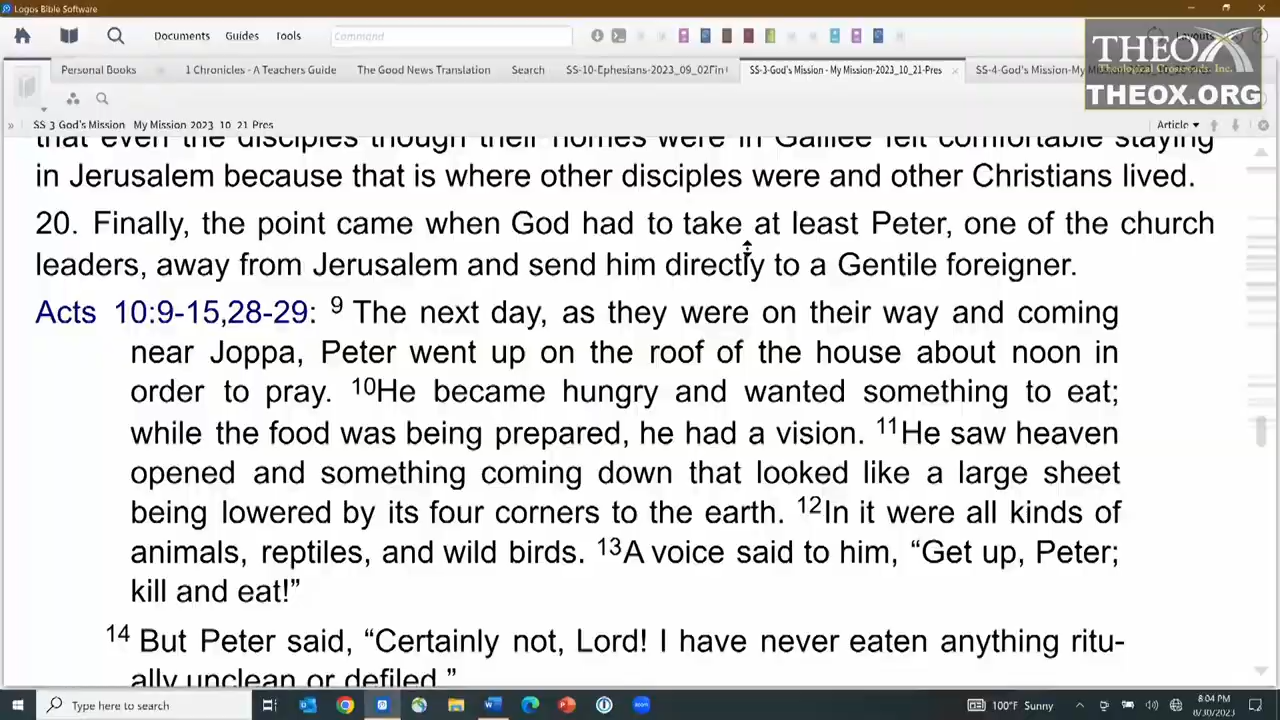 Logos Bible Software
Documents Guides Tools Command Layouts
THEOX
Theological Crossroads, Inc.
THEOX.ORG
Personal Books 1 Chronicles - A Teachers Guide The Good News Search SS-10-Ephesians-2023_09_02Fin SS-3-God's Mission - My Mission-2023_10_21-Pres SS-4-God's Mission-My
SS 3 God's Mission My Mission 2023 10 21 Pres Article
that even the disciples though their homes were in Galilee felt comfortable staying
in Jerusalem because that is where other disciples were and other Christians lived.
20. Finally, the point came when God had to take at least Peter, one of the church
leaders, away from Jerusalem and send him directly to a Gentile foreigner.
Acts 10:9-15,28-29: 9 The next day, as they were on their way and coming
near Joppa, Peter went up on the roof of the house about noon in
order to pray. 10He became hungry and wanted something to eat;
while the food was being prepared, he had a vision. 11He saw heaven
opened and something coming down that looked like a large sheet
being lowered by its four corners to the earth. 12In it were all kinds of
animals, reptiles, and wild birds. 13A voice said to him, “Get up, Peter;
kill and eat!”
14 But Peter said, “Certainly not, Lord! I have never eaten anything ritu-
ally unclean or defiled.”
Type here to search 100°F Sunny 8:04 PM
8/30/2023